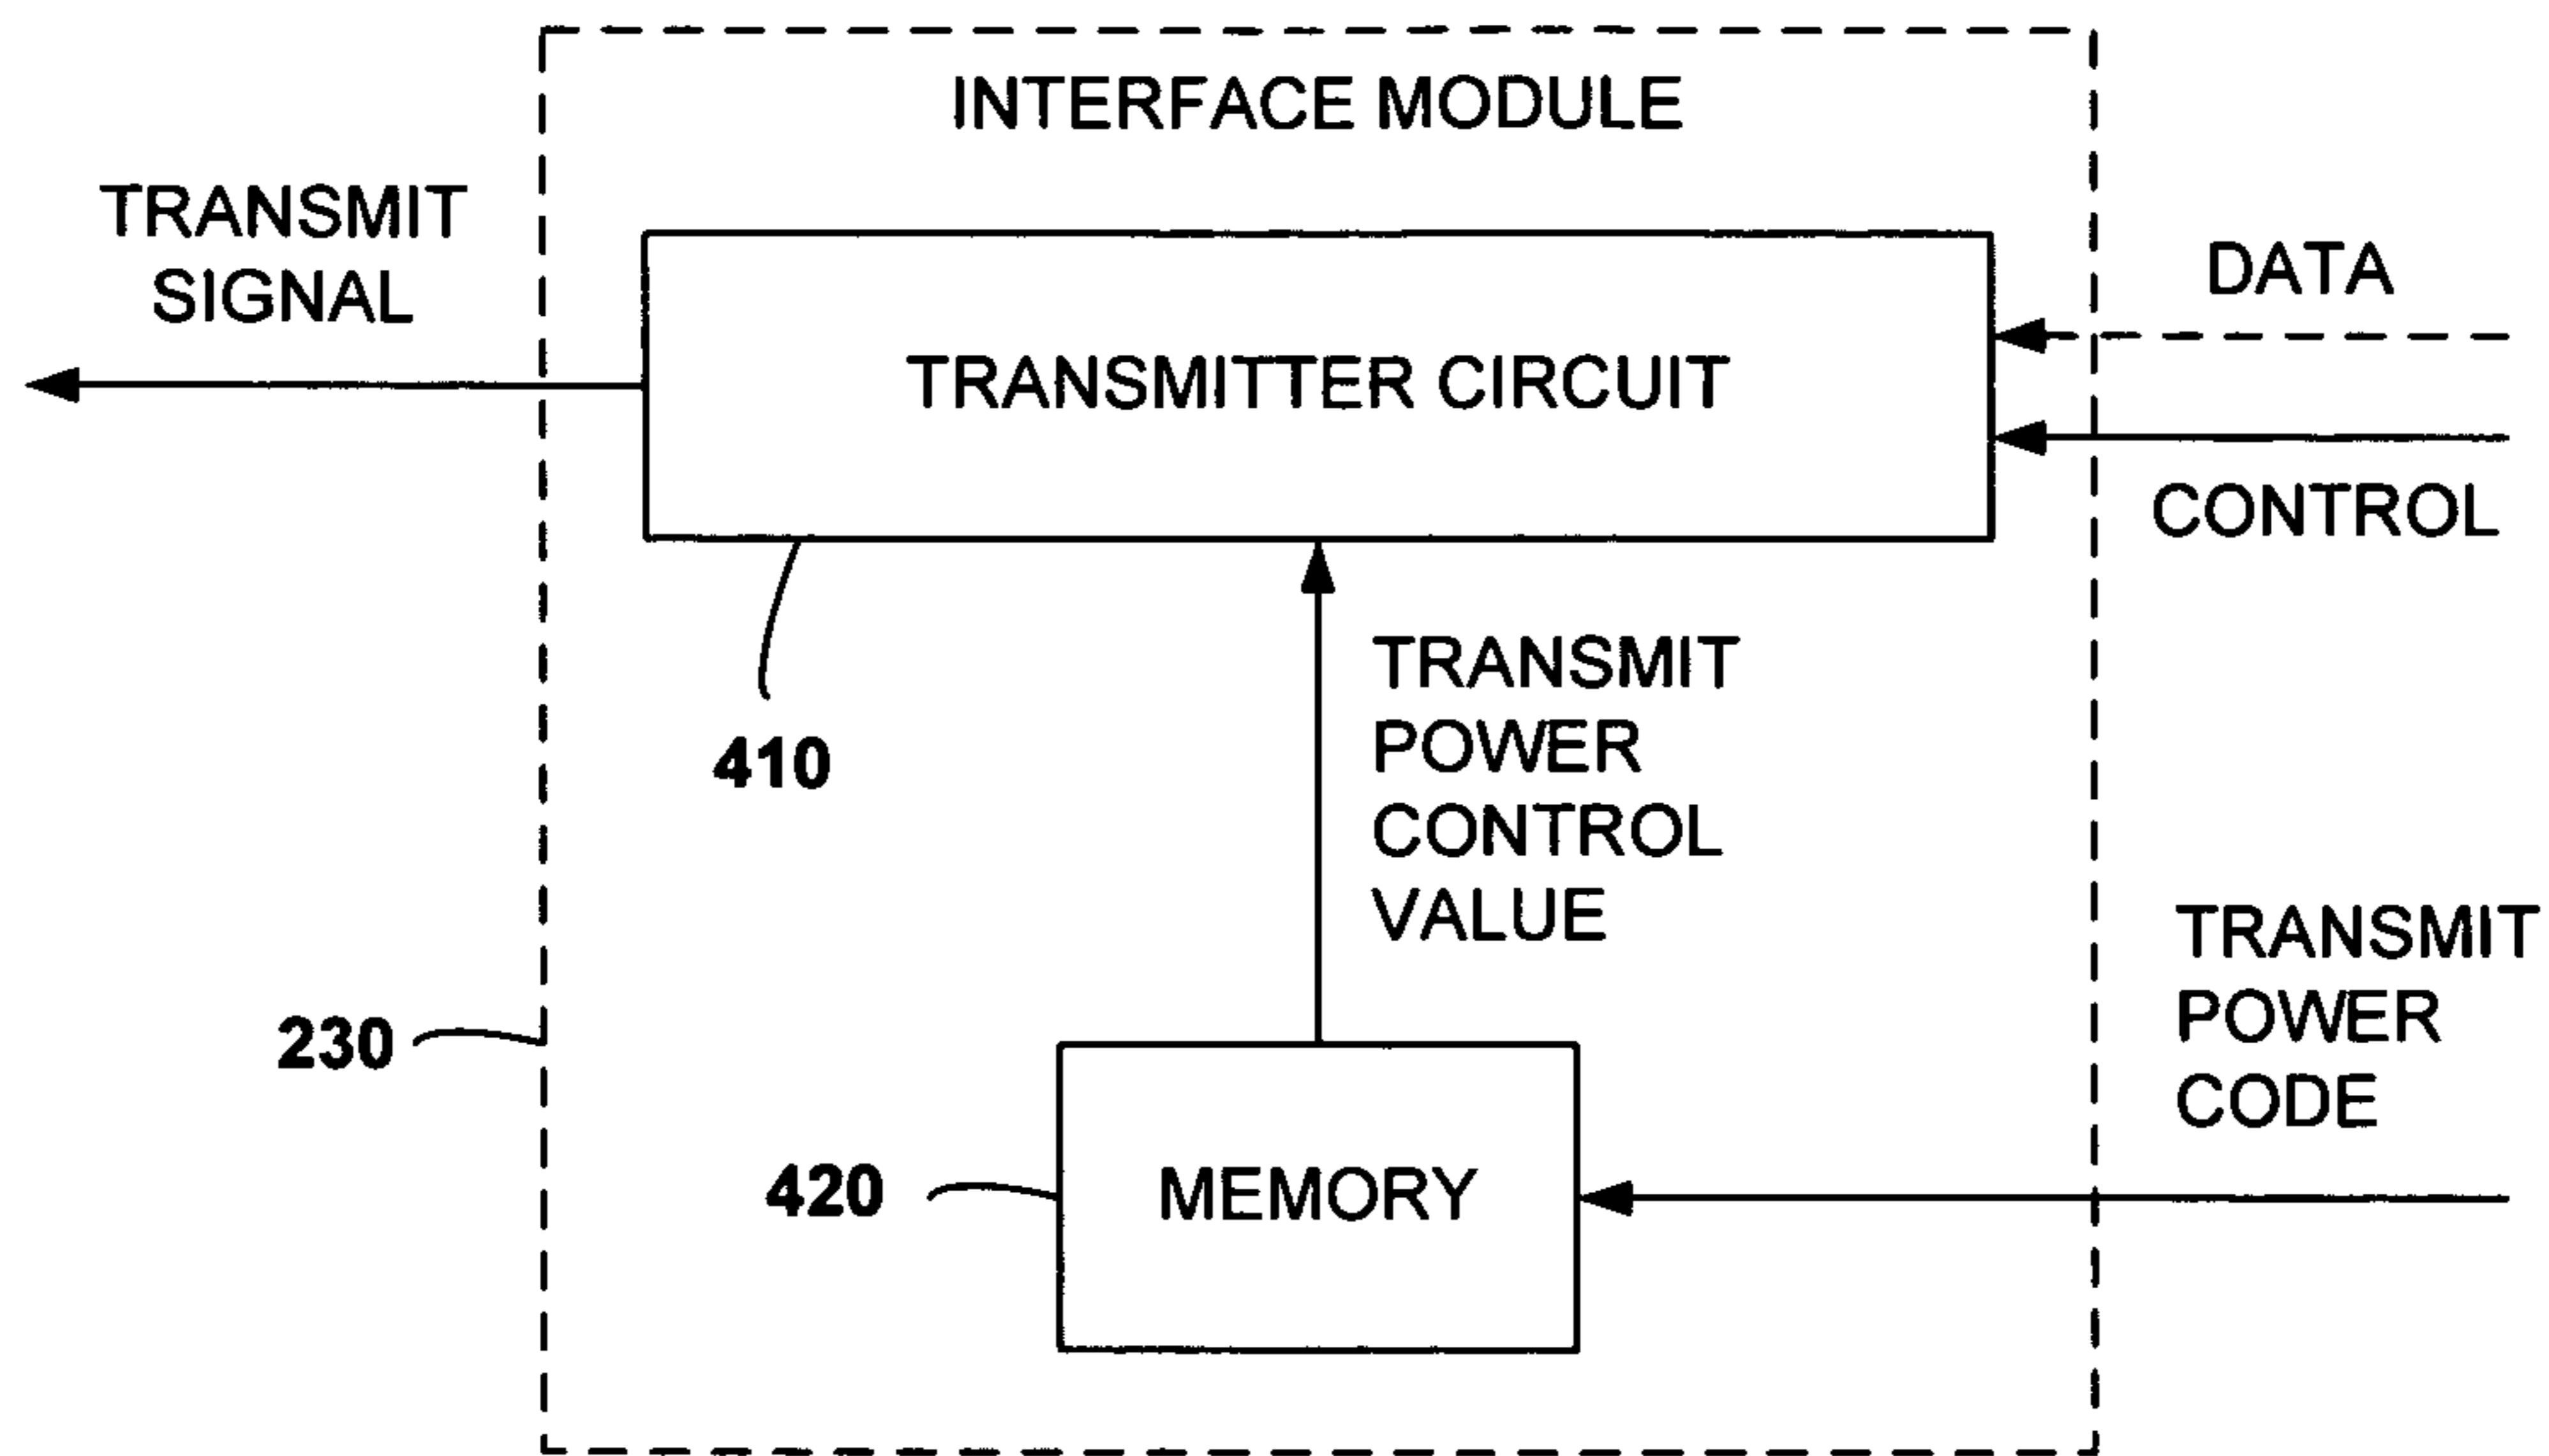 INTERFACE MODULE
TRANSMIT
SIGNAL
DATA
TRANSMITTER CIRCUIT
CONTROL
410
TRANSMIT
POWER
CONTROL
VALUE
TRANSMIT
POWER
CODE
230
420
MEMORY